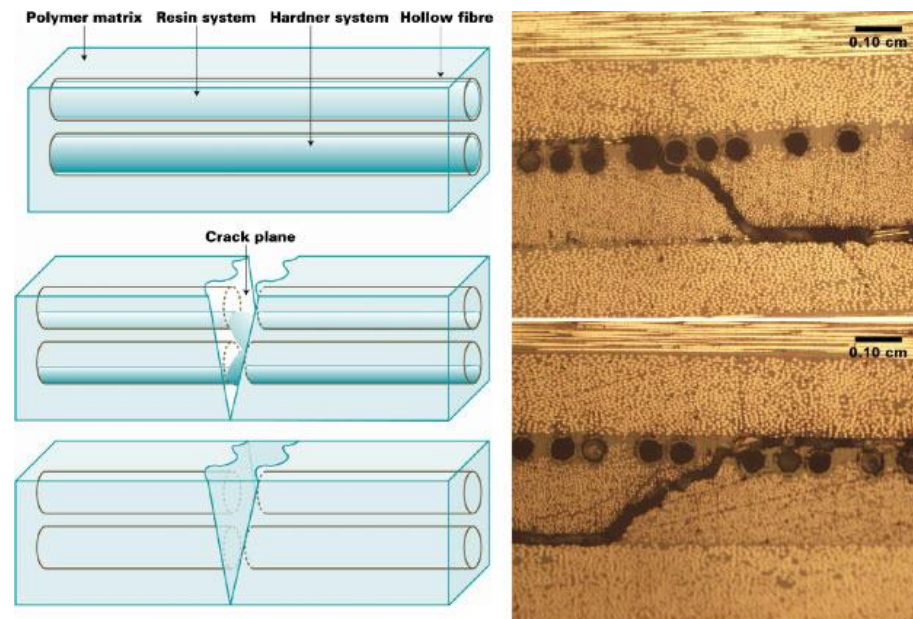 Polymer matrix Resin system Hardner system Hollow fibre
Crack plane
0.10 cm
0.10 cm